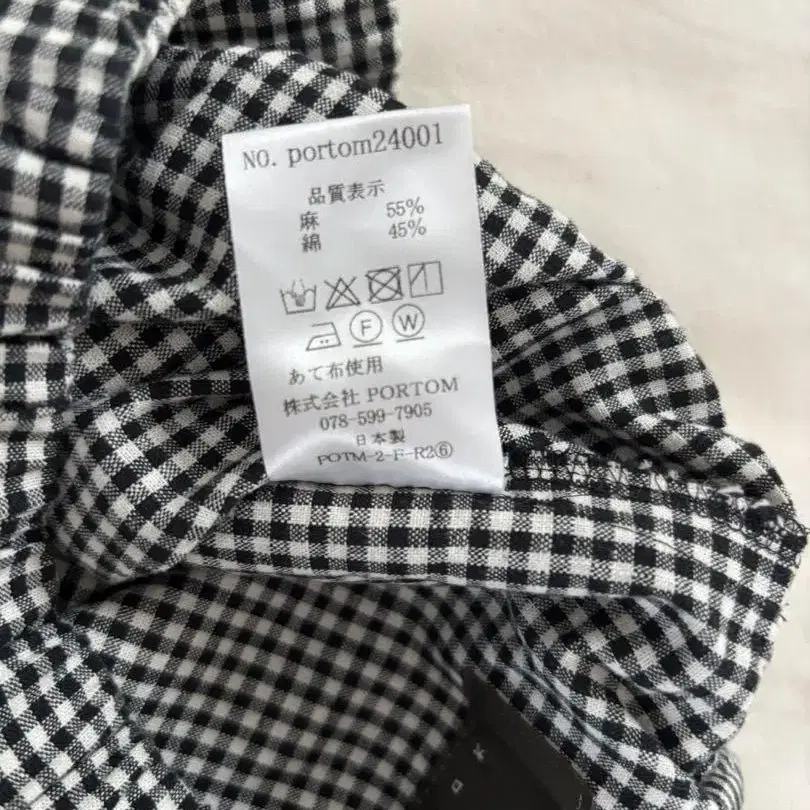 NO. portom24001
品質表示
麻 55%
綿 45%
F W
あて布使用
株式会社 PORTOM
078-599-7905
日本製
POTM-2-F-R2⑥